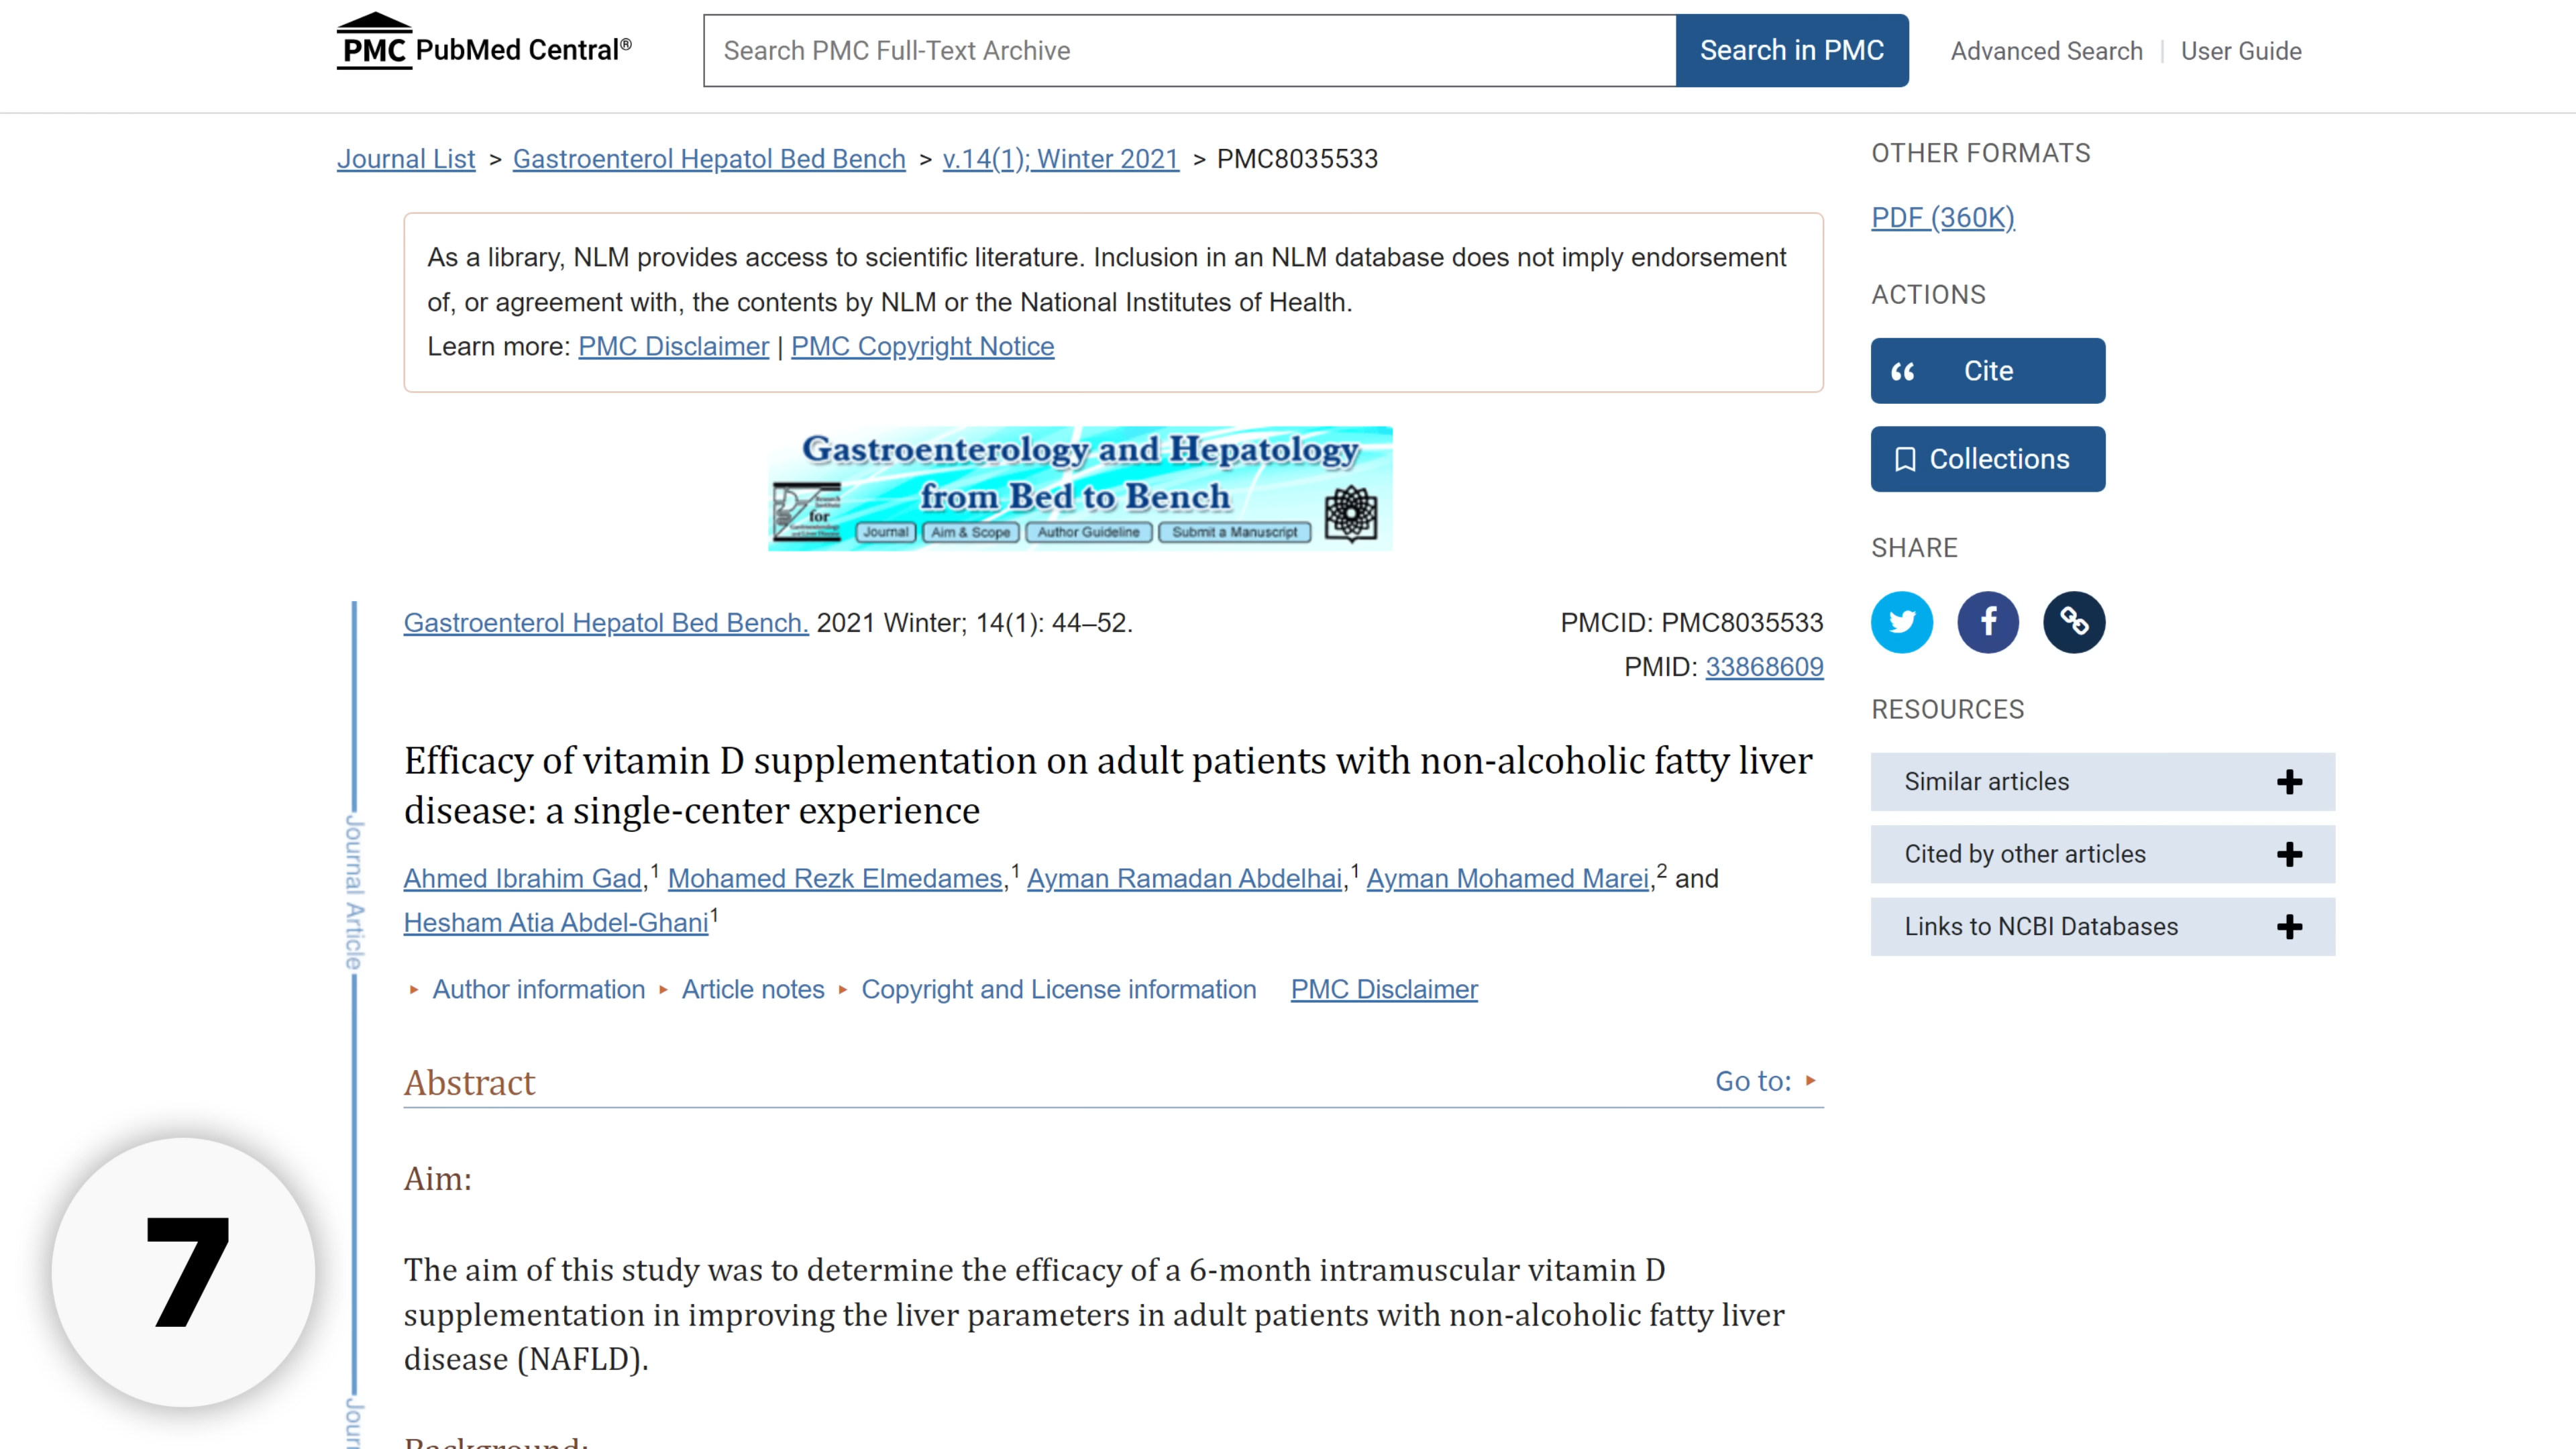 PMC PubMed Central®
Search PMC Full-Text Archive
Search in PMC
Advanced Search | User Guide
Journal List > Gastroenterol Hepatol Bed Bench > v.14(1); Winter 2021 > PMC8035533
As a library, NLM provides access to scientific literature. Inclusion in an NLM database does not imply endorsement
of, or agreement with, the contents by NLM or the National Institutes of Health.
Learn more: PMC Disclaimer | PMC Copyright Notice
Gastroenterology and Hepatology
from Bed to Bench
for
Journal Aim & Scope Author Guideline Submit a Manuscript
Gastroenterol Hepatol Bed Bench. 2021 Winter; 14(1): 44–52.
PMCID: PMC8035533
PMID: 33868609
Efficacy of vitamin D supplementation on adult patients with non-alcoholic fatty liver
disease: a single-center experience
Ahmed Ibrahim Gad,1 Mohamed Rezk Elmedames,1 Ayman Ramadan Abdelhai,1 Ayman Mohamed Marei,2 and
Hesham Atia Abdel-Ghani1
Author information Article notes Copyright and License information PMC Disclaimer
Abstract
Go to:
Aim:
The aim of this study was to determine the efficacy of a 6-month intramuscular vitamin D
supplementation in improving the liver parameters in adult patients with non-alcoholic fatty liver
disease (NAFLD).
Background:
Journal Article
Journ
7
OTHER FORMATS
PDF (360K)
ACTIONS
Cite
Collections
SHARE
RESOURCES
Similar articles
Cited by other articles
Links to NCBI Databases